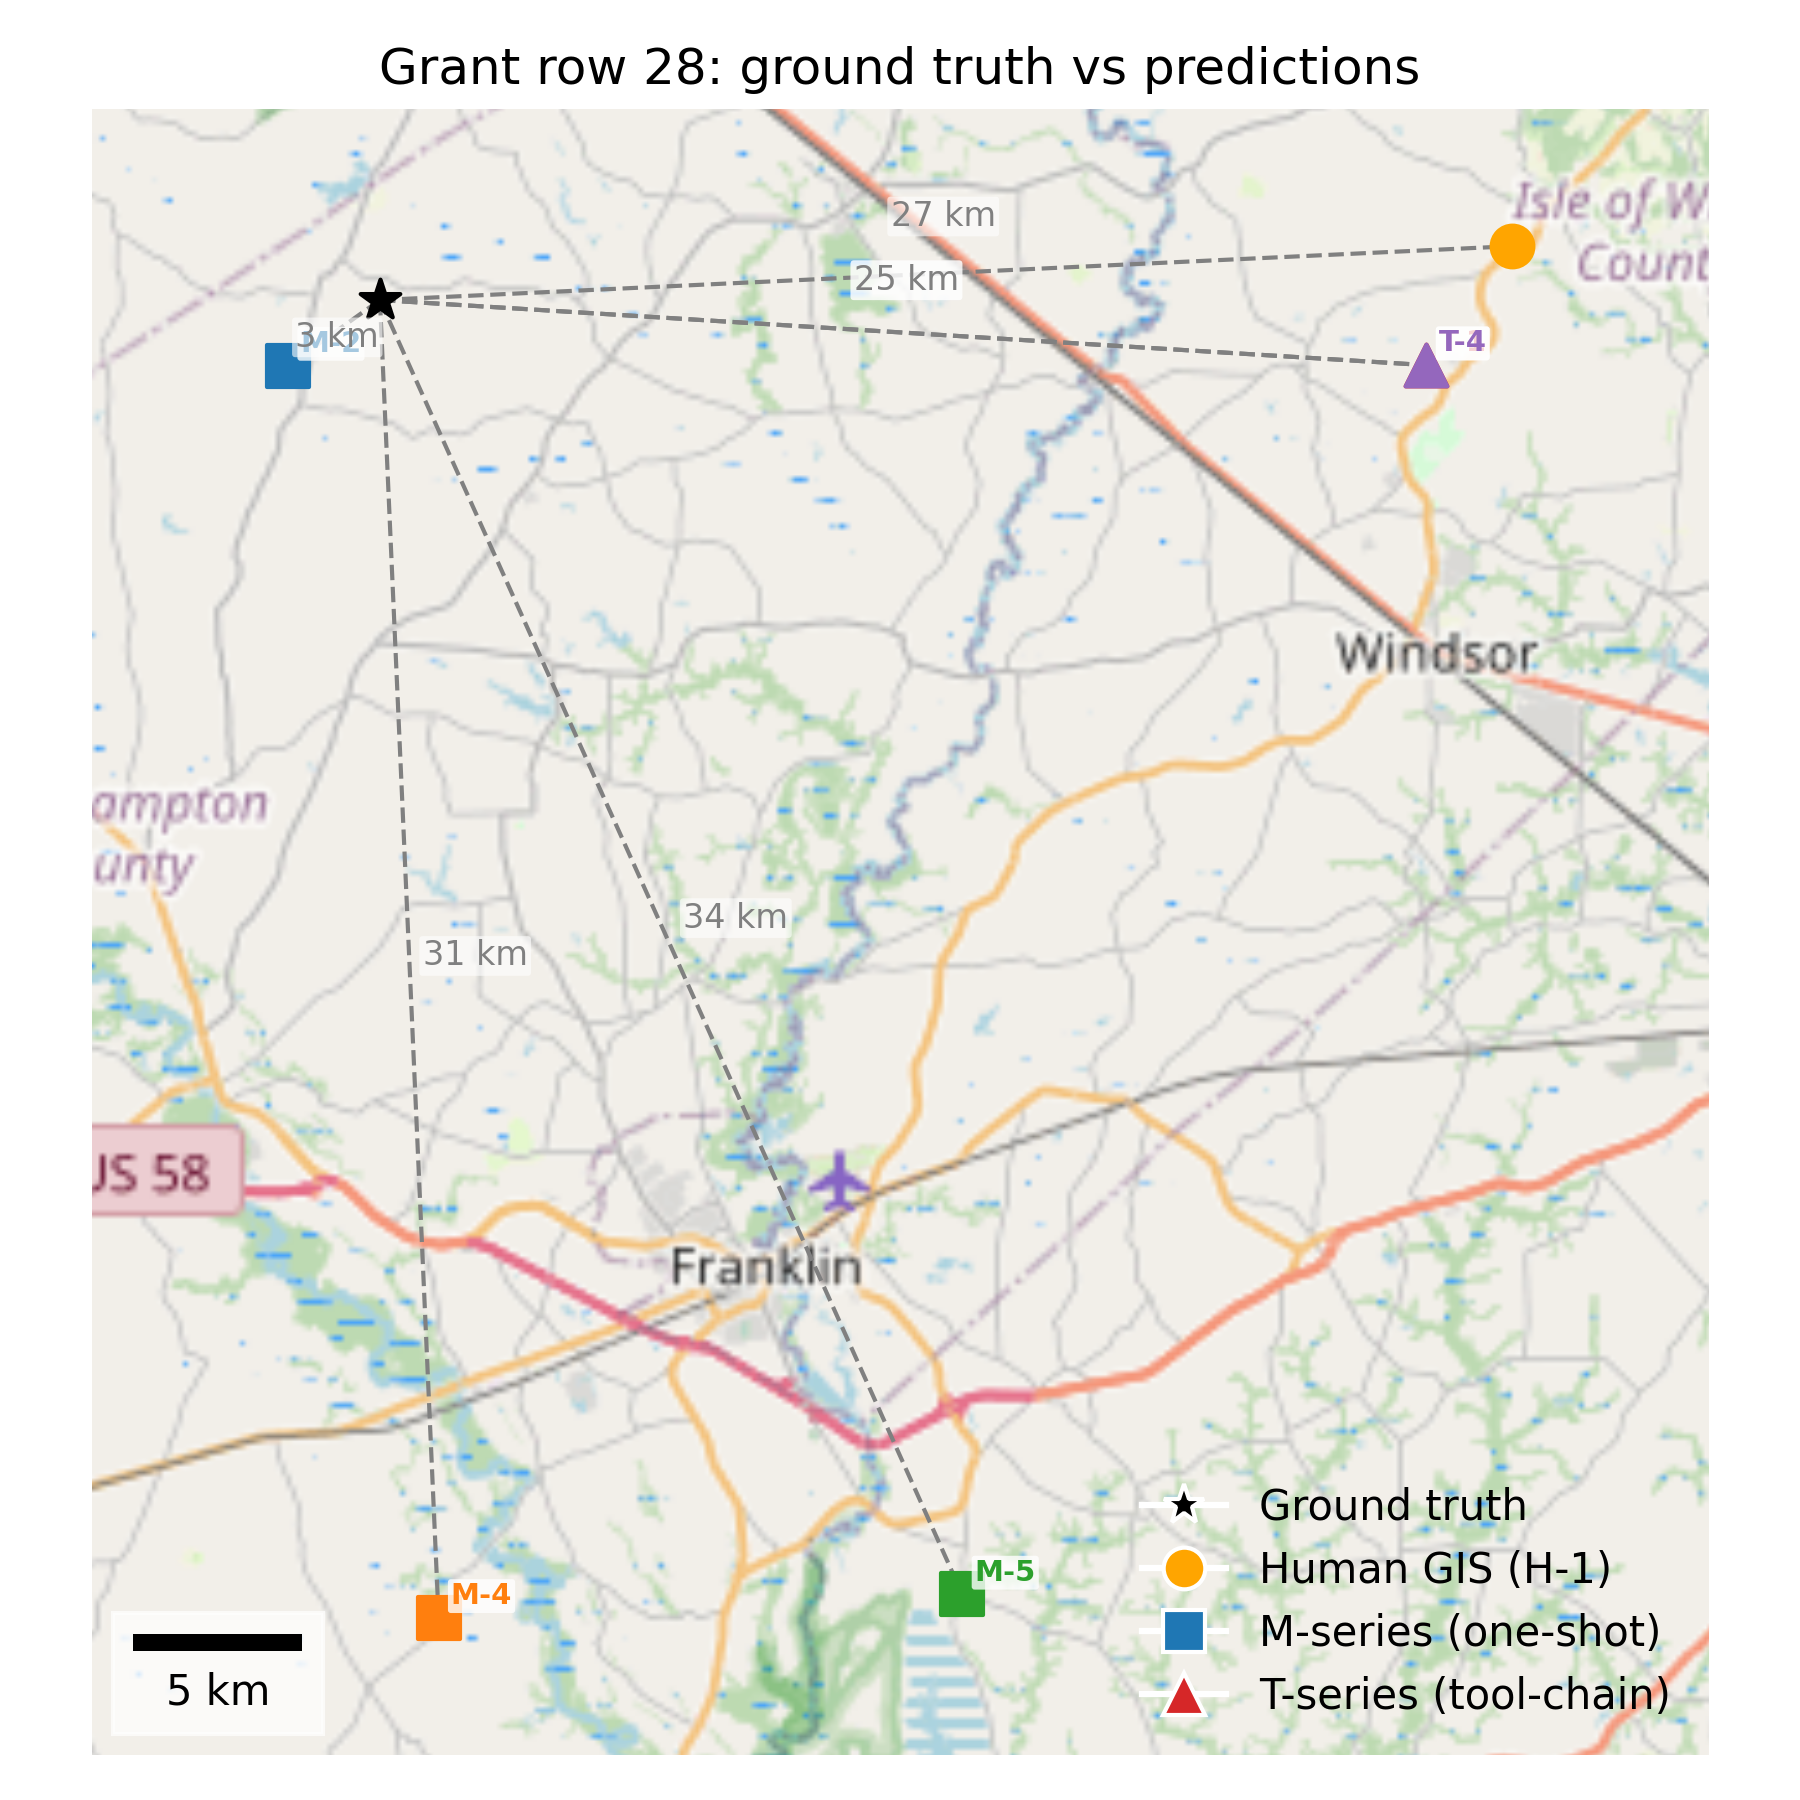 Grant row 28: ground truth vs predictions
Isle of W
Count
27 km
25 km
3 km
M-2
T-4
Windsor
ampton
unty
34 km
31 km
US 58
Franklin
M-5
M-4
5 km
Ground truth
Human GIS (H-1)
M-series (one-shot)
T-series (tool-chain)